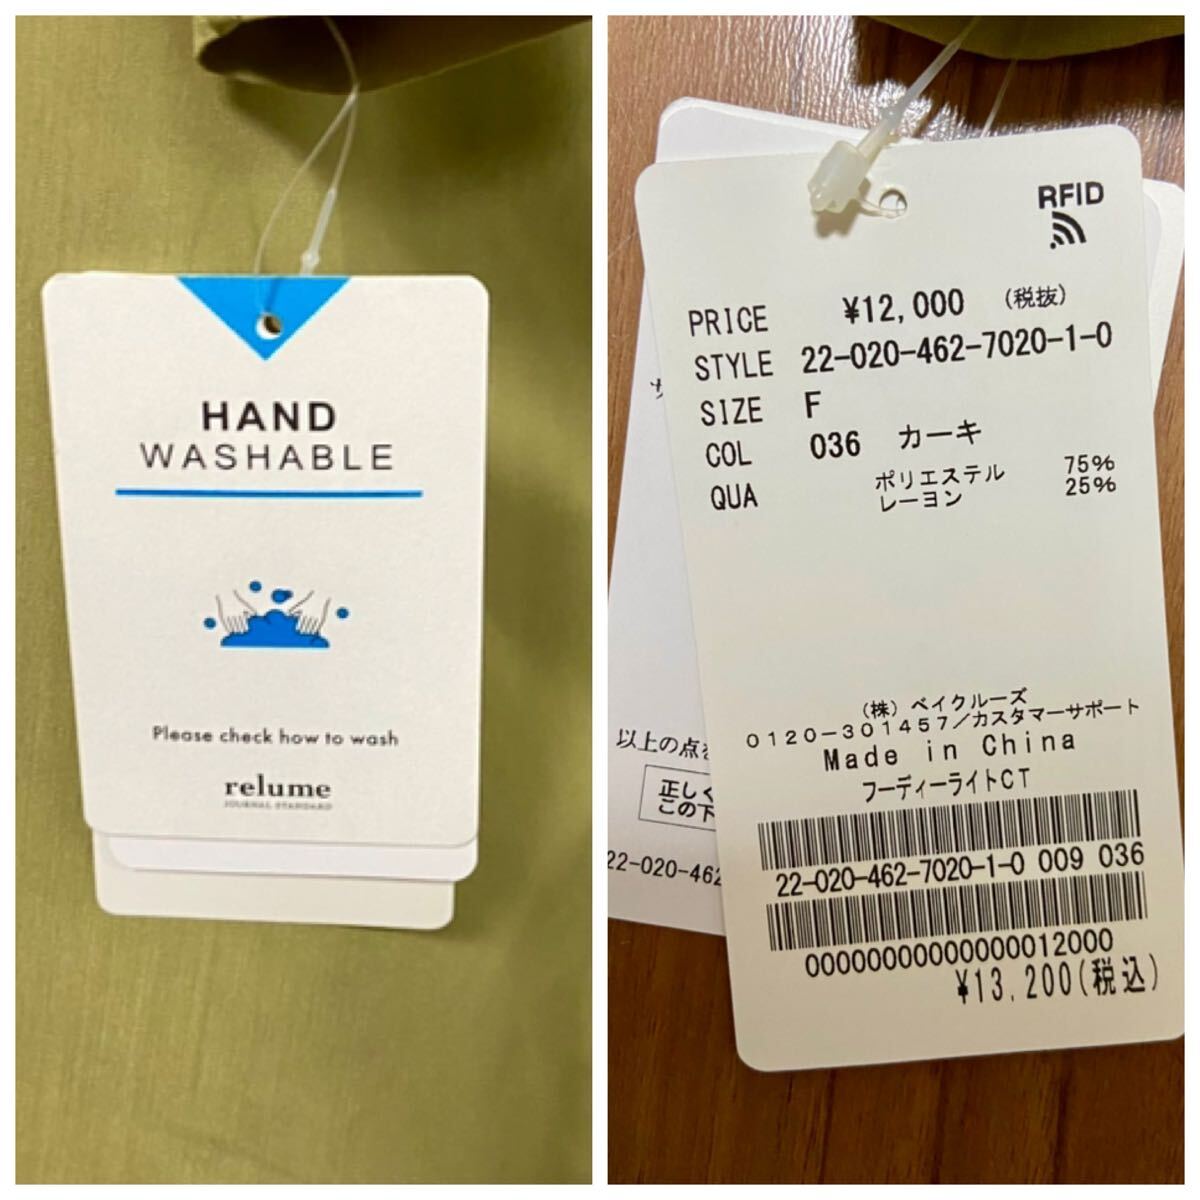 HAND
WASHABLE
Please check how to wash
relume
JOURNAL STANDARD
RFID
PRICE ¥12,000 (税抜)
STYLE 22-020-462-7020-1-0
SIZE F
COL 036 カーキ
QUA ポリエステル 75%
レーヨン 25%
(株)ベイクルーズ
0120-301457/カスタマーサポート
Made in China
フーディーライトCT
22-020-462-7020-1-0 009 036
00000000000000012000
¥13,200(税込)
以上の点
正しく
この下
22-020-462